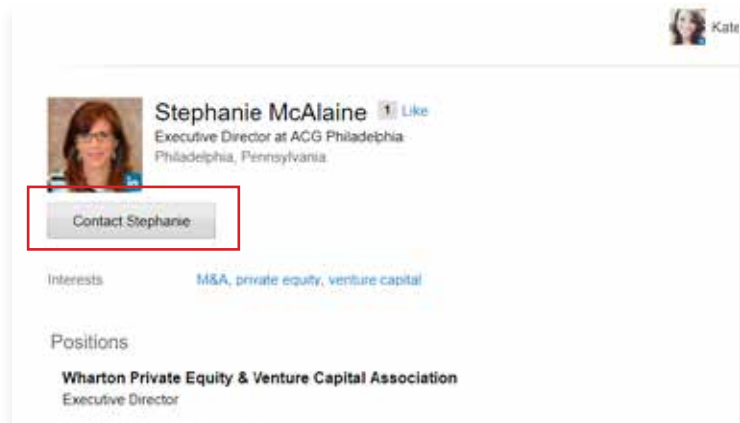 Kate
Stephanie McAlaine 1 Like
Executive Director at ACG Philadelphia
Philadelphia, Pennsylvania
in
Contact Stephanie
Interests M&A, private equity, venture capital
Positions
Wharton Private Equity & Venture Capital Association
Executive Director